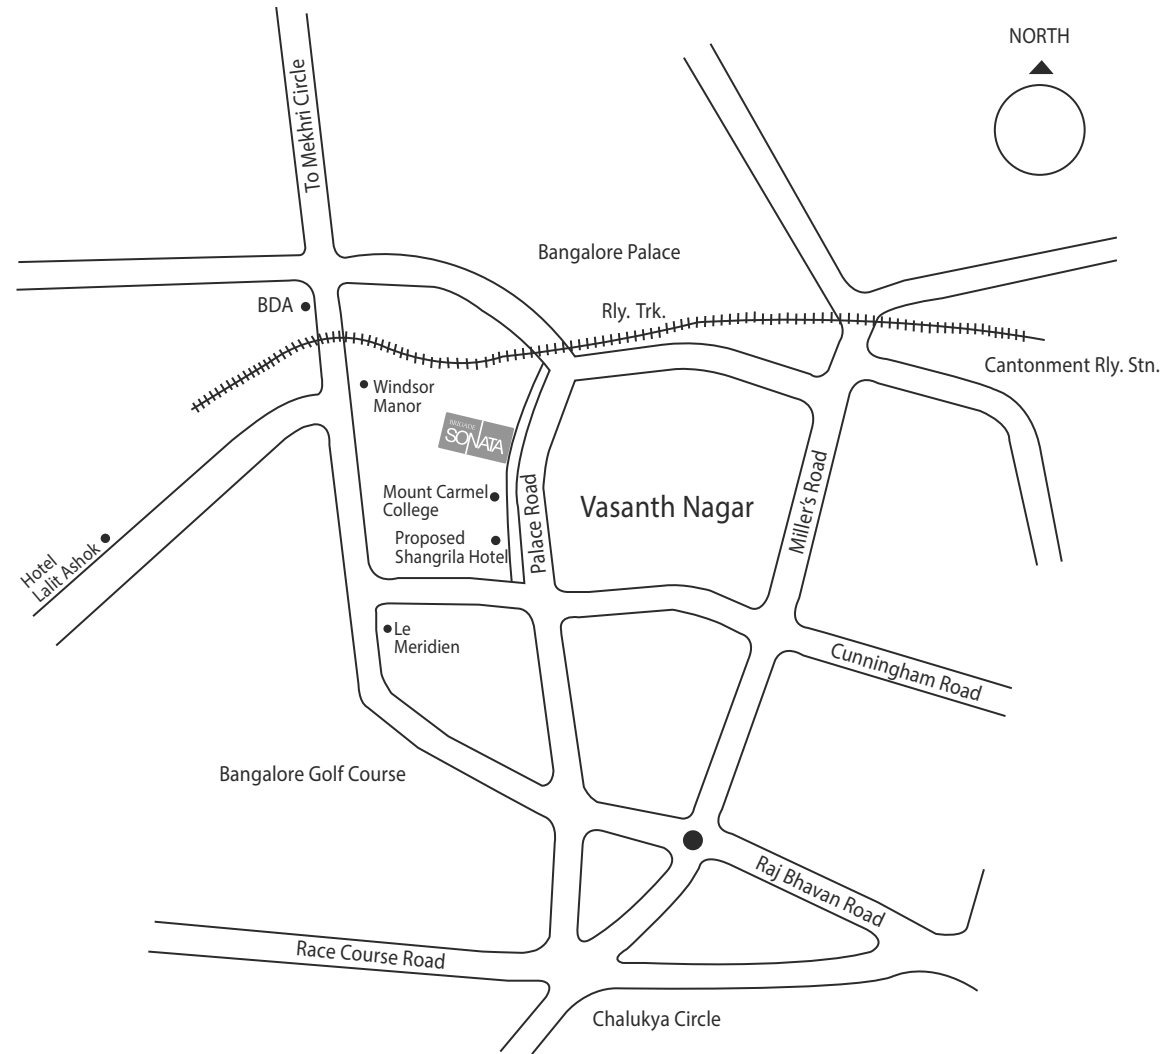 NORTH
To Mekhri Circle
Bangalore Palace
BDA
Rly. Trk.
Cantonment Rly. Stn.
Windsor
Manor
BRIGADE
SONATA
Mount Carmel
College
Proposed
Shangrila Hotel
Palace Road
Vasanth Nagar
Miller's Road
Hotel
Lalit Ashok
Le
Meridien
Cunningham Road
Bangalore Golf Course
Raj Bhavan Road
Race Course Road
Chalukya Circle